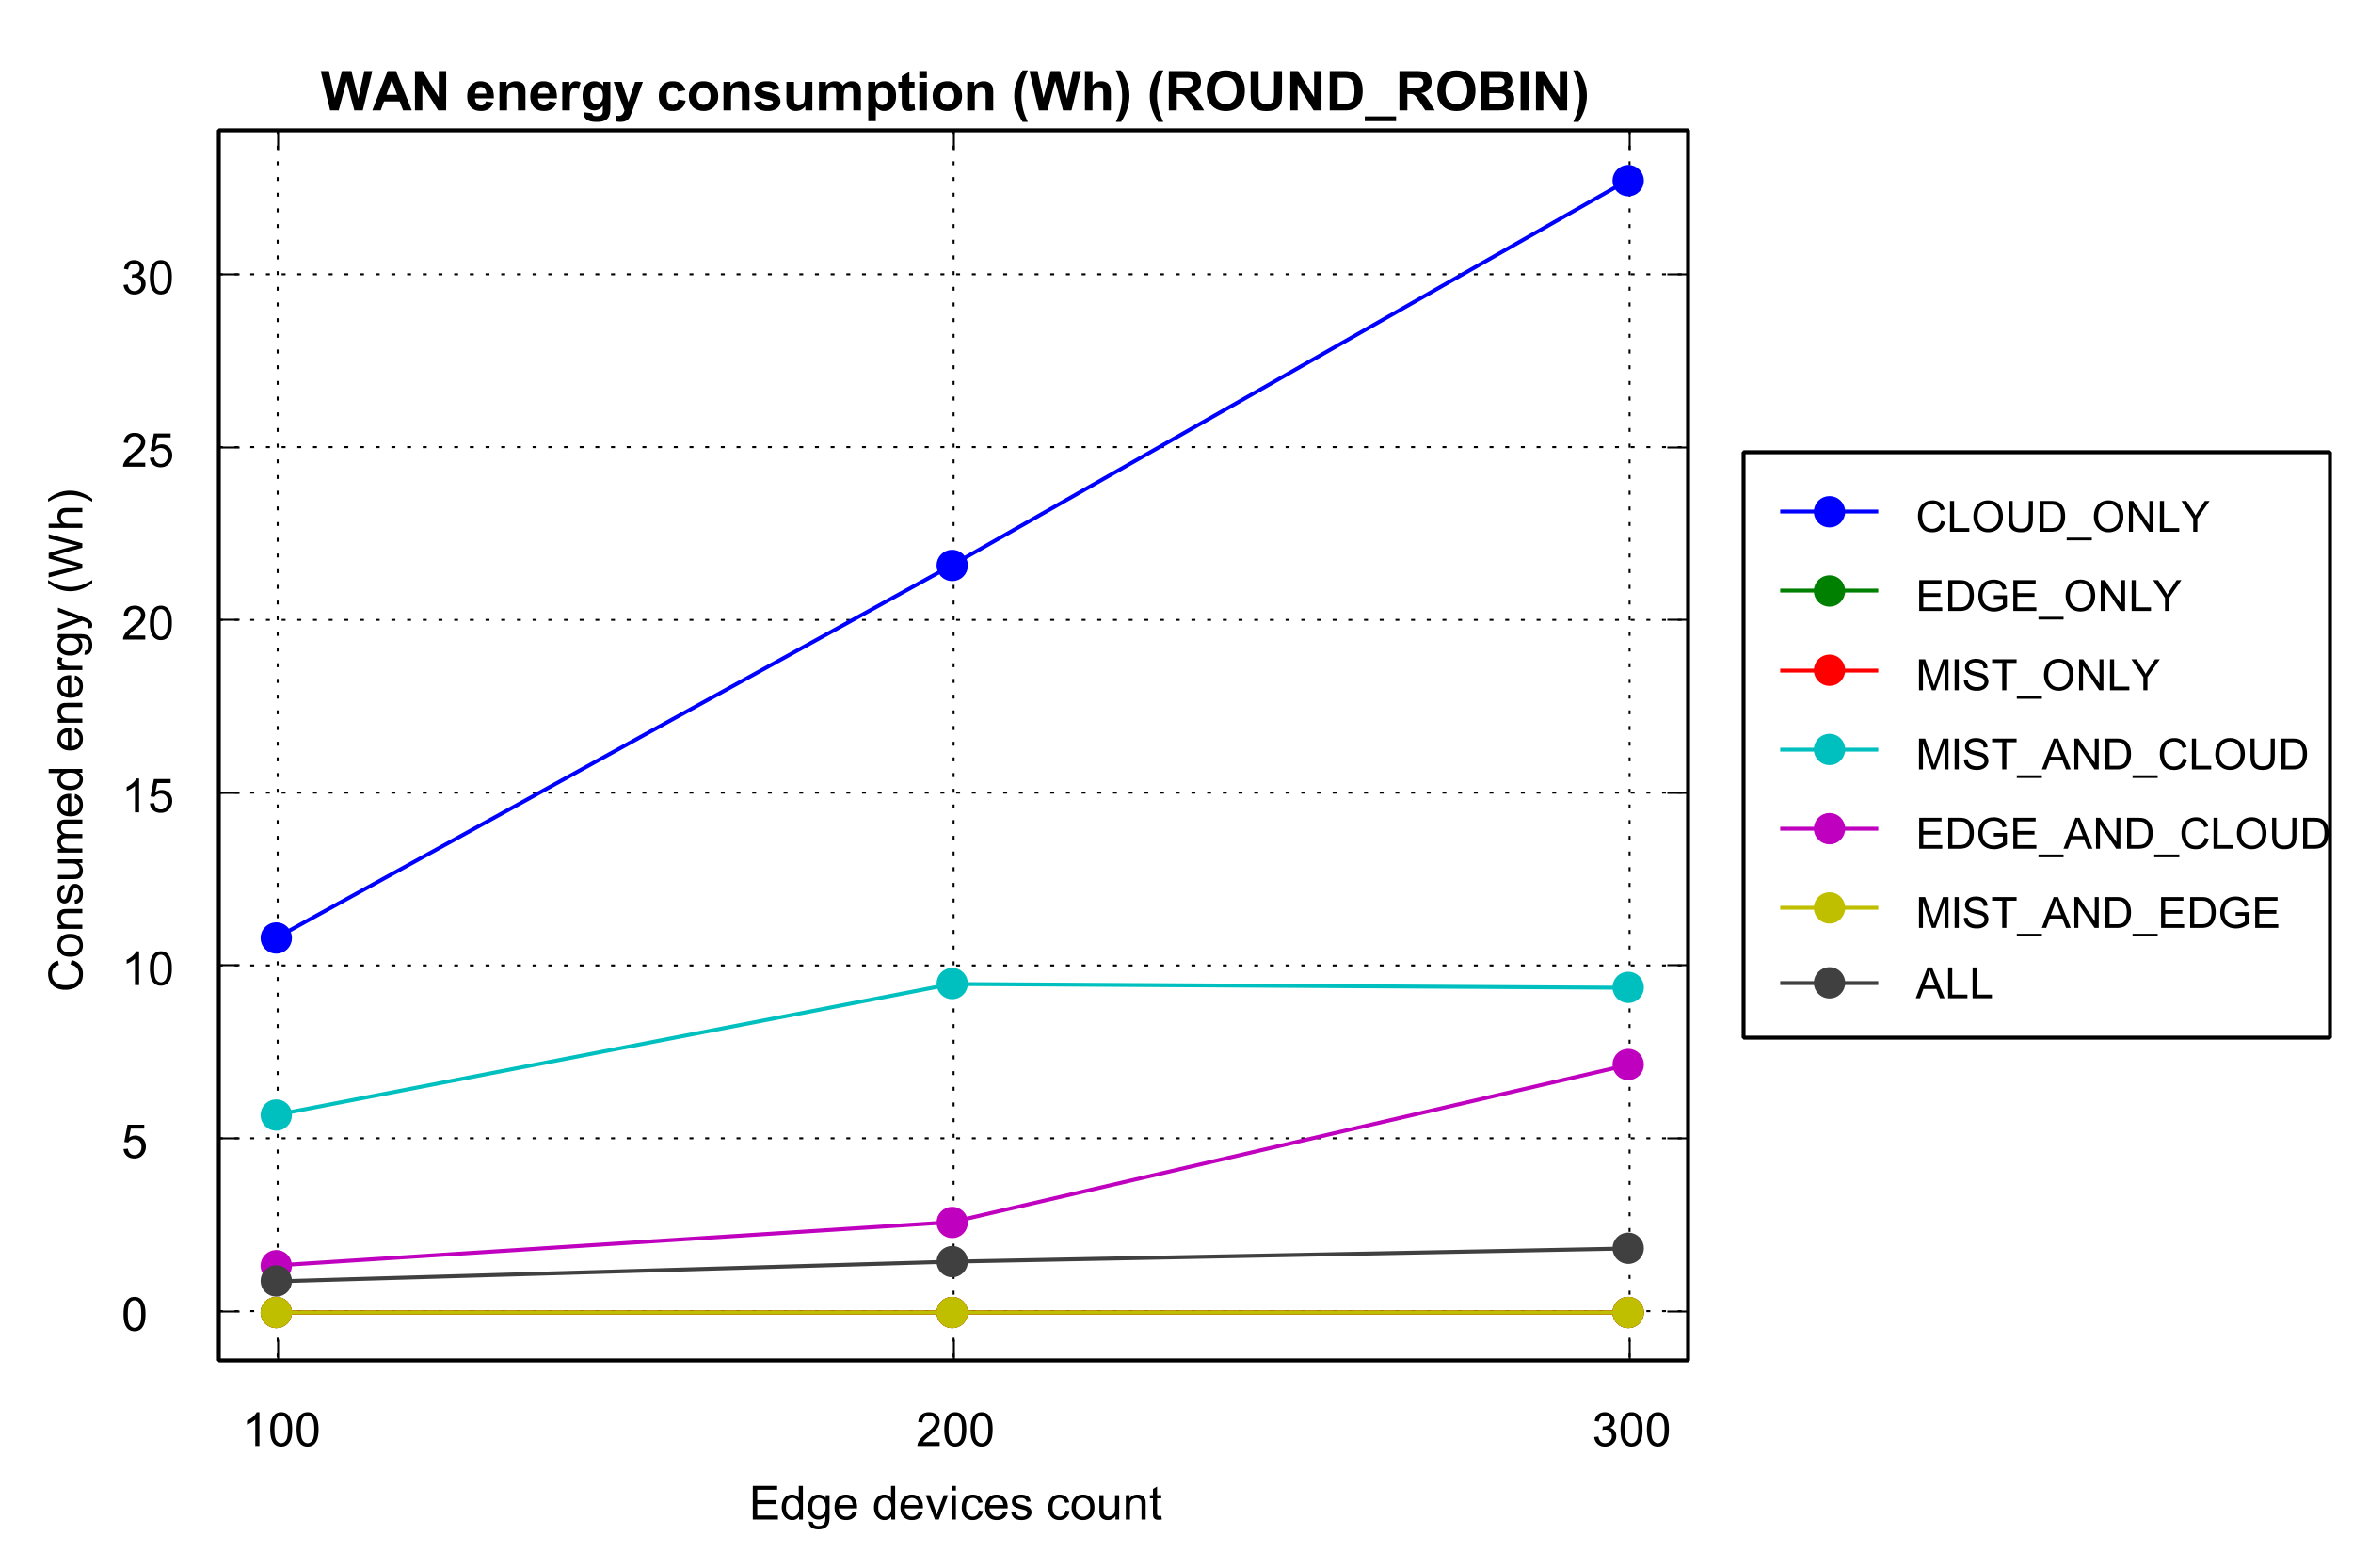 WAN energy consumption (Wh) (ROUND_ROBIN)
Consumed energy (Wh)
30
25
20
15
10
5
0
100 200 300
Edge devices count
CLOUD_ONLY
EDGE_ONLY
MIST_ONLY
MIST_AND_CLOUD
EDGE_AND_CLOUD
MIST_AND_EDGE
ALL